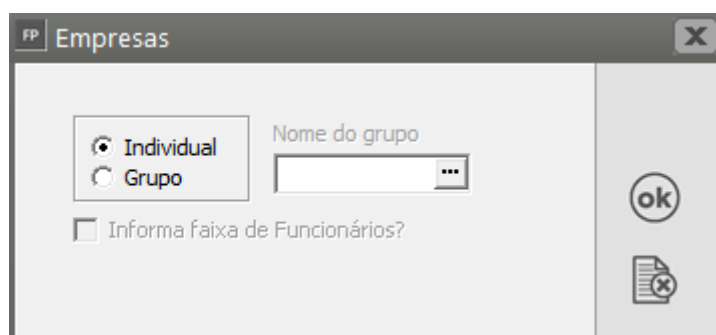 FP Empresas
Individual
Grupo
Nome do grupo
...
Informa faixa de Funcionários?
ok